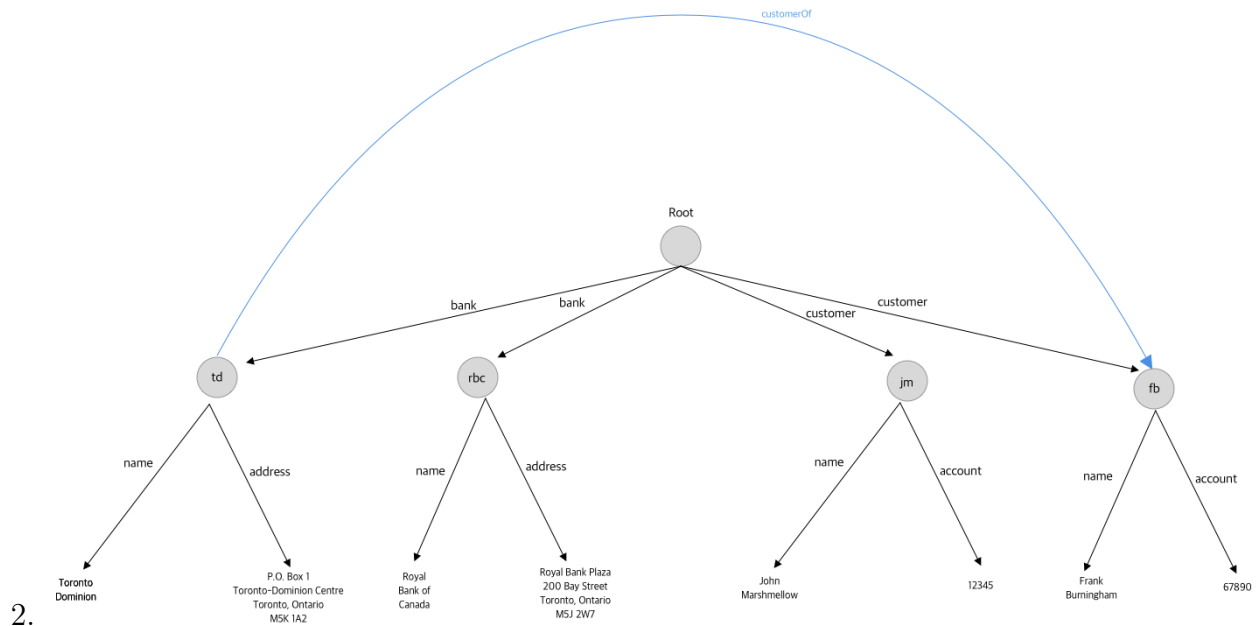 customerOf
Root
bank
bank
customer
customer
td
rbc
jm
fb
name
address
name
address
name
account
name
account
Toronto
Dominion
P.O. Box 1
Toronto-Dominion Centre
Toronto, Ontario
M5K 1A2
Royal
Bank of
Canada
Royal Bank Plaza
200 Bay Street
Toronto, Ontario
M5J 2W7
John
Marshmellow
12345
Frank
Burningham
67890
2.